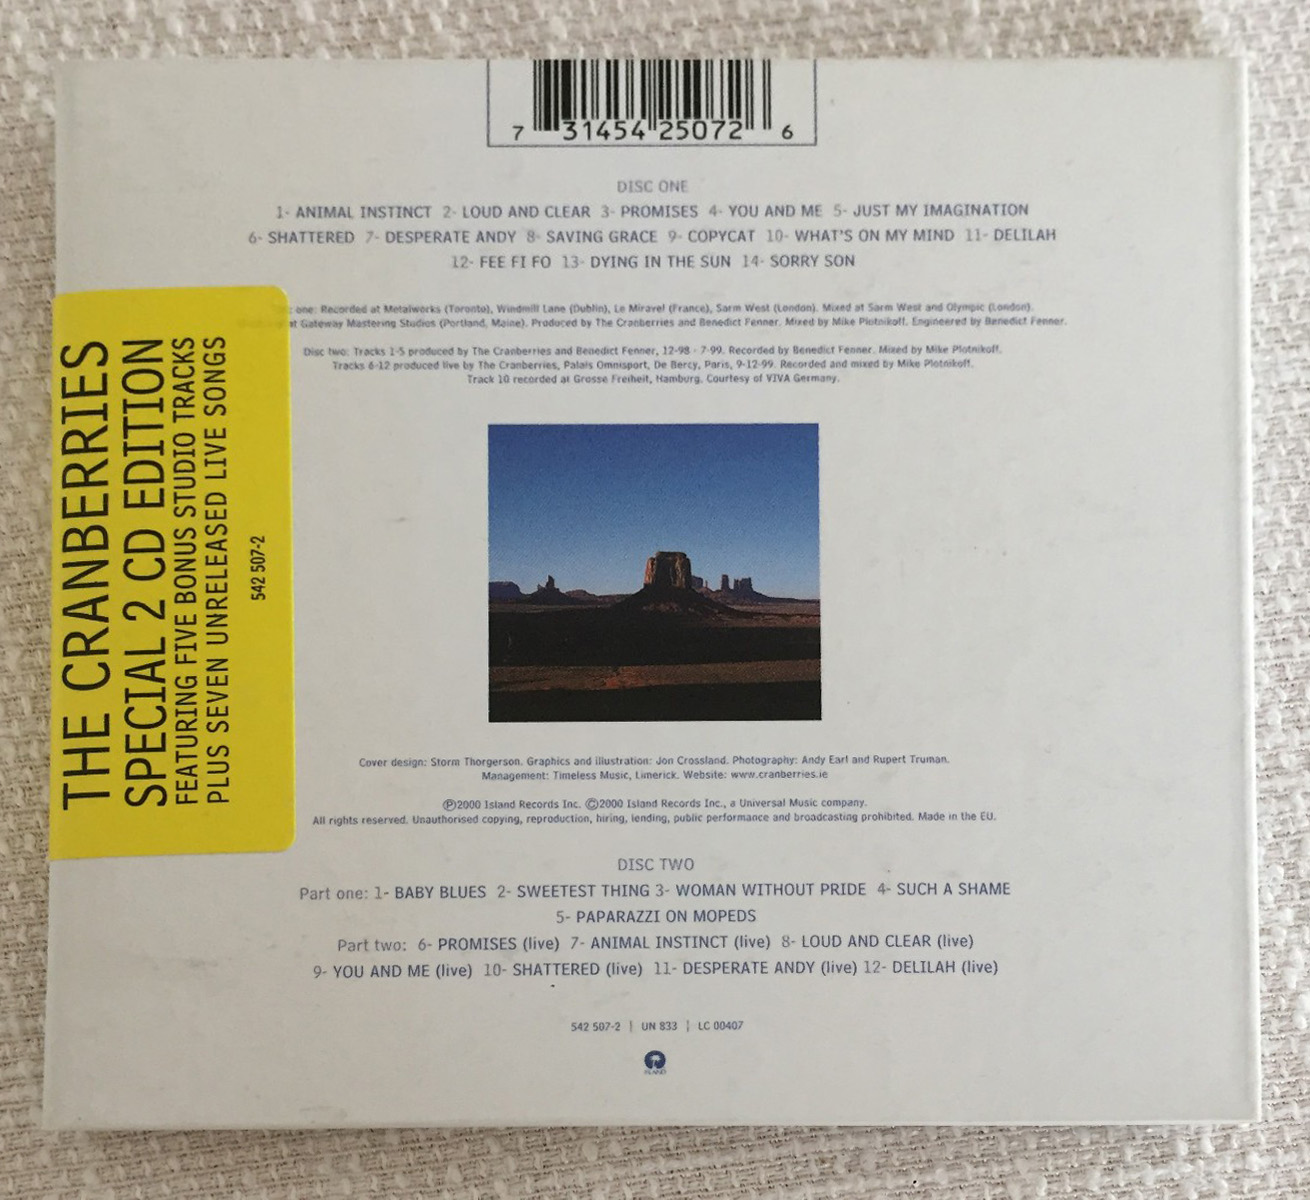 7 31454 25072 6
DISC ONE
1- ANIMAL INSTINCT 2- LOUD AND CLEAR 3- PROMISES 4- YOU AND ME 5- JUST MY IMAGINATION
6- SHATTERED 7- DESPERATE ANDY 8- SAVING GRACE 9- COPYCAT 10- WHAT'S ON MY MIND 11- DELILAH
12- FEE FI FO 13- DYING IN THE SUN 14- SORRY SON
one: Recorded at Metalworks (Toronto), Windmill Lane (Dublin), Le Miravel (France), Sarm West (London). Mixed at Sarm West and Olympic (London).
at Gateway Mastering Studios (Portland, Maine). Produced by The Cranberries and Benedict Fenner. Mixed by Mike Plotnikoff. Engineered by Benedict Fenner.
Disc two: Tracks 1-5 produced by The Cranberries and Benedict Fenner, 12-98 - 7-99. Recorded by Benedict Fenner. Mixed by Mike Plotnikoff.
Tracks 6-12 produced live by The Cranberries, Palais Omnisport, De Bercy, Paris, 9-12-99. Recorded and mixed by Mike Plotnikoff.
Track 10 recorded at Grosse Freiheit, Hamburg. Courtesy of VIVA Germany.
THE CRANBERRIES
SPECIAL 2 CD EDITION
FEATURING FIVE BONUS STUDIO TRACKS
PLUS SEVEN UNRELEASED LIVE SONGS
542 507-2
Cover design: Storm Thorgerson. Graphics and illustration: Jon Crossland. Photography: Andy Earl and Rupert Truman.
Management: Timeless Music, Limerick. Website: www.cranberries.ie
Ⓟ2000 Island Records Inc. ©2000 Island Records Inc., a Universal Music company.
All rights reserved. Unauthorised copying, reproduction, hiring, lending, public performance and broadcasting prohibited. Made in the EU.
DISC TWO
Part one: 1- BABY BLUES 2- SWEETEST THING 3- WOMAN WITHOUT PRIDE 4- SUCH A SHAME
5- PAPARAZZI ON MOPEDS
Part two: 6- PROMISES (live) 7- ANIMAL INSTINCT (live) 8- LOUD AND CLEAR (live)
9- YOU AND ME (live) 10- SHATTERED (live) 11- DESPERATE ANDY (live) 12- DELILAH (live)
542 507-2 | UN 833 | LC 00407
ISLAND